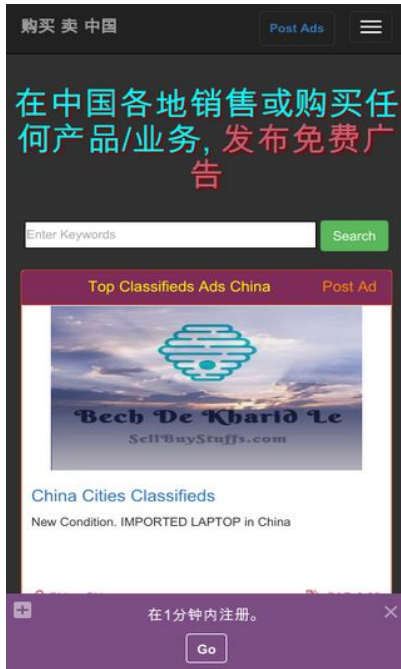 购买 卖 中国
Post Ads
在中国各地销售或购买任
何产品/业务, 发布免费广
告
Enter Keywords
Search
Top Classifieds Ads China
Post Ad
Bech De Kharid Le
SellBuyStuffs.com
China Cities Classifieds
New Condition. IMPORTED LAPTOP in China
在1分钟内注册。
Go